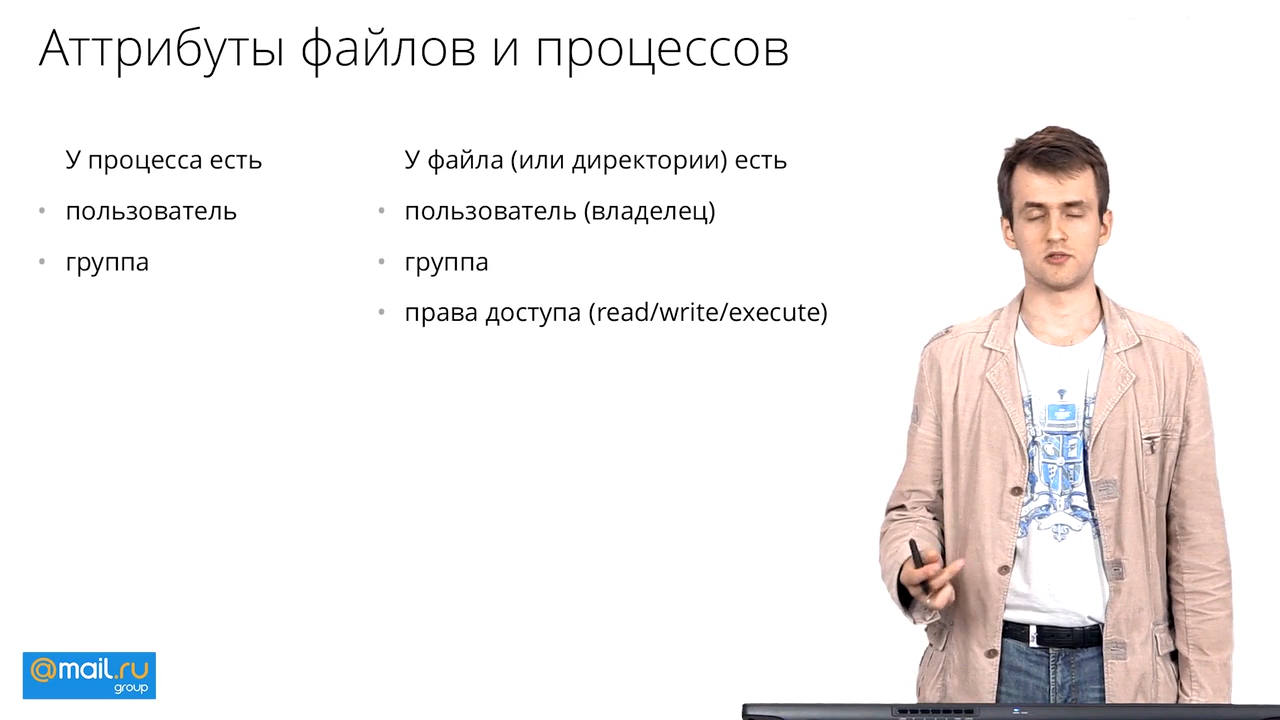 Аттрибуты файлов и процессов
У процесса есть
пользователь
группа
У файла (или директории) есть
пользователь (владелец)
группа
права доступа (read/write/execute)
@mail.ru
group